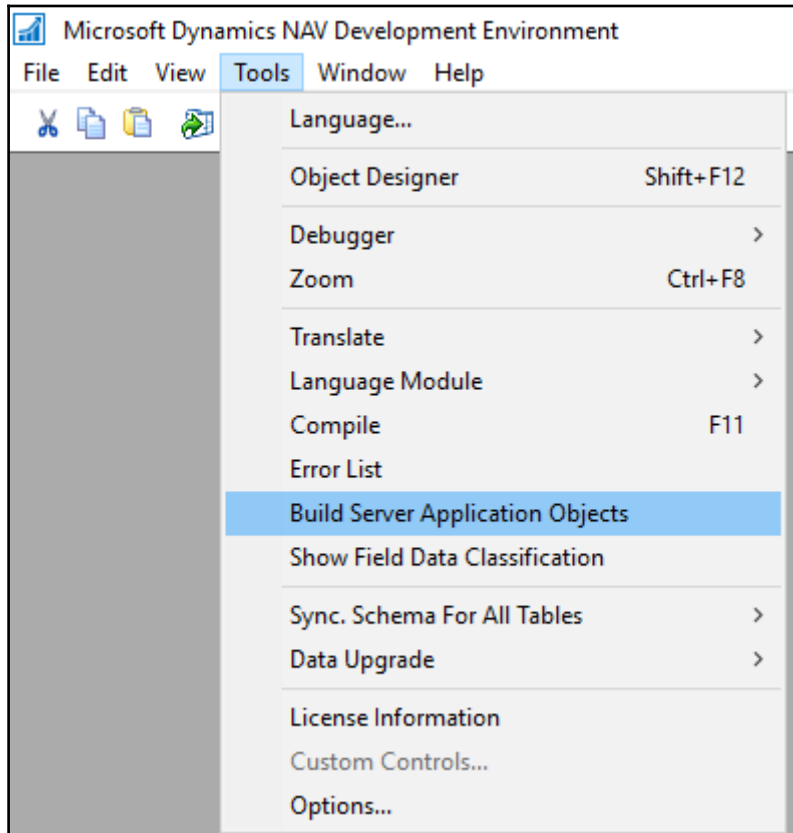 Microsoft Dynamics NAV Development Environment
File Edit View Tools Window Help
Language...
Object Designer Shift+F12
Debugger >
Zoom Ctrl+F8
Translate >
Language Module >
Compile F11
Error List
Build Server Application Objects
Show Field Data Classification
Sync. Schema For All Tables >
Data Upgrade >
License Information
Custom Controls...
Options...